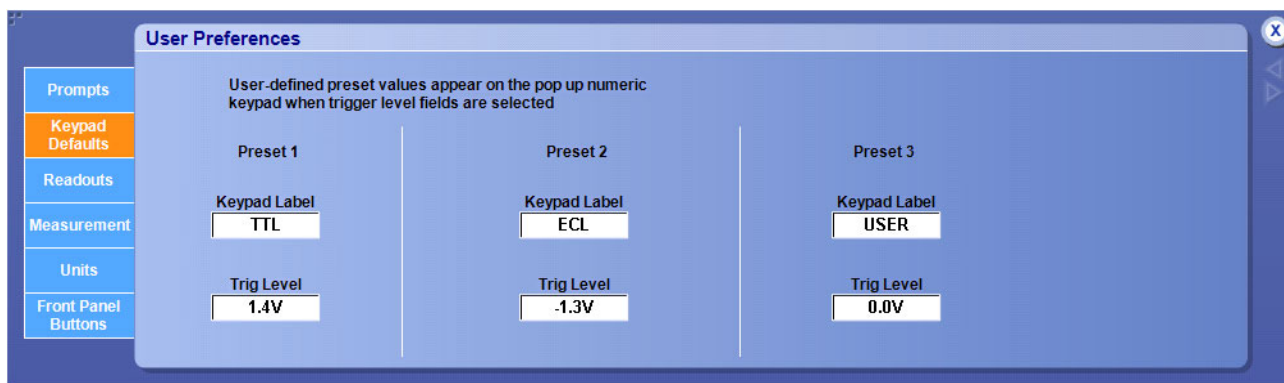 User Preferences
X
Prompts
Keypad
Defaults
Readouts
Measurement
Units
Front Panel
Buttons
User-defined preset values appear on the pop up numeric
keypad when trigger level fields are selected
Preset 1
Keypad Label
TTL
Trig Level
1.4V
Preset 2
Keypad Label
ECL
Trig Level
-1.3V
Preset 3
Keypad Label
USER
Trig Level
0.0V